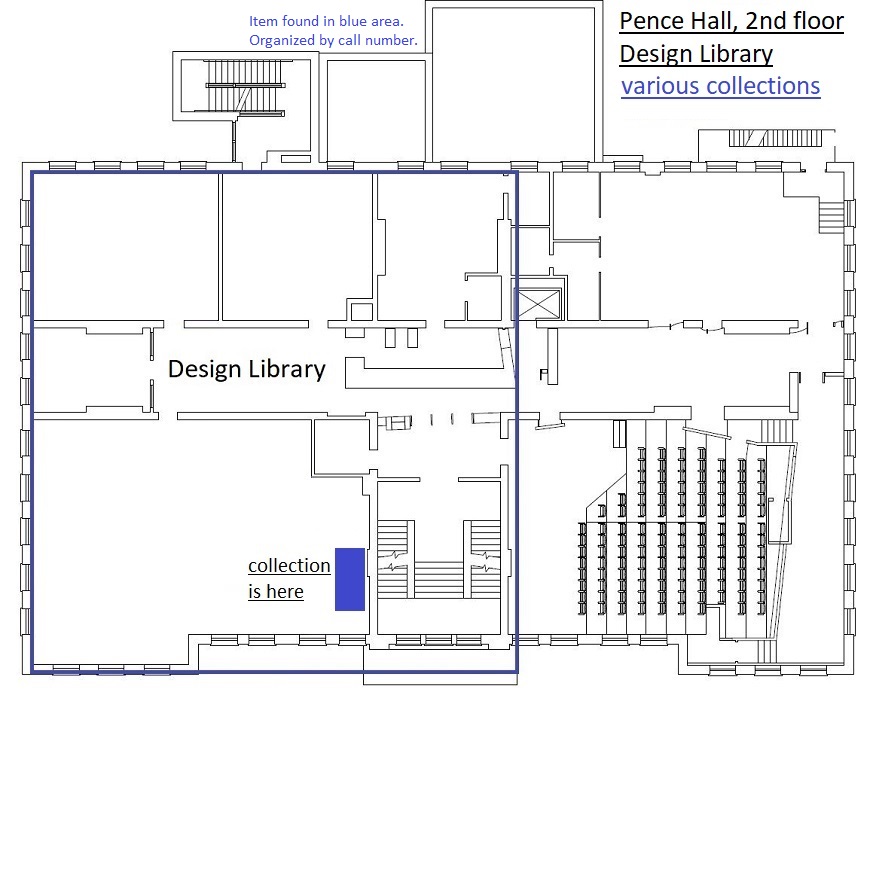 Item found in blue area.
Organized by call number.
Pence Hall, 2nd floor
Design Library
various collections
Design Library
collection
is here